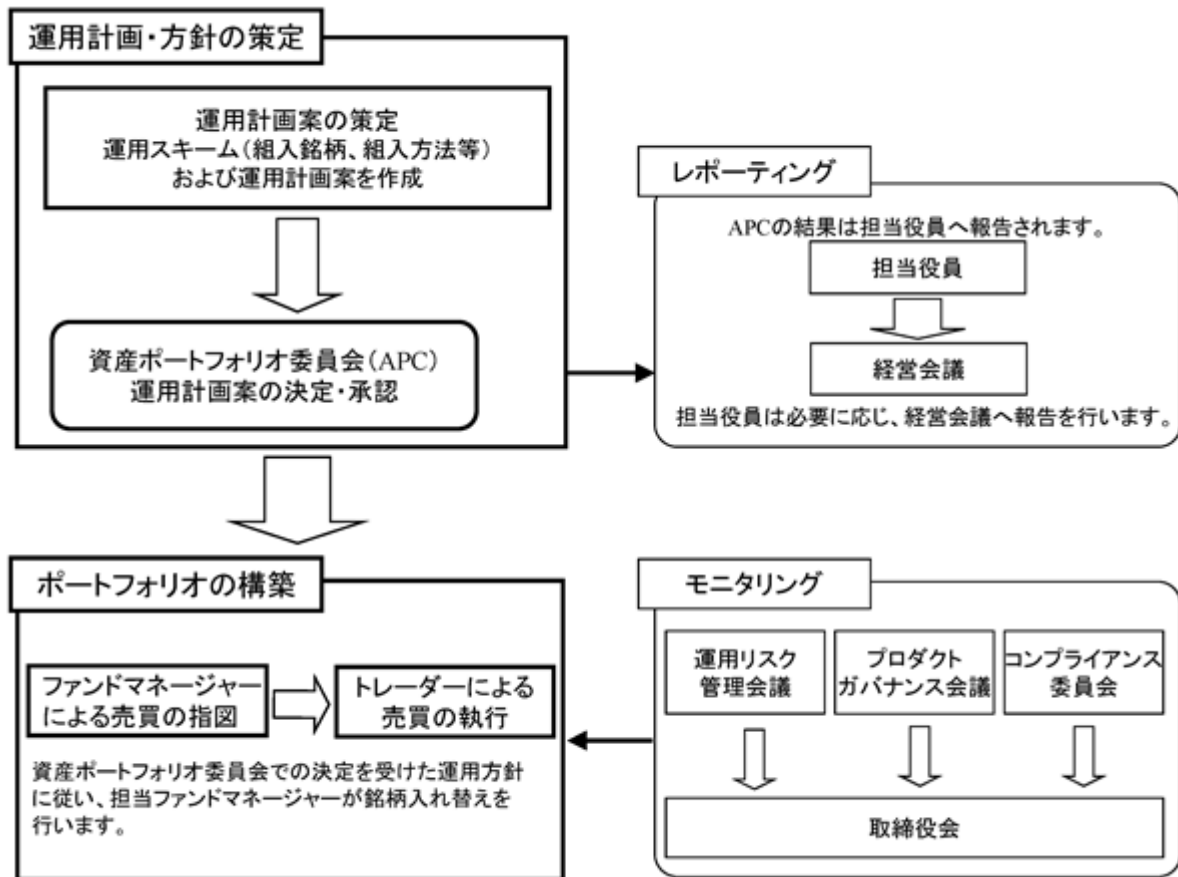 運用計画・方針の策定
運用計画案の策定
運用スキーム(組入銘柄、組入方法等)
および運用計画案を作成
資産ポートフォリオ委員会(APC)
運用計画案の決定・承認
レポーティング
APCの結果は担当役員へ報告されます。
担当役員
経営会議
担当役員は必要に応じ、経営会議へ報告を行います。
ポートフォリオの構築
ファンドマネージャー
による売買の指図
トレーダーによる
売買の執行
資産ポートフォリオ委員会での決定を受けた運用方針
に従い、担当ファンドマネージャーが銘柄入れ替えを
行います。
モニタリング
運用リスク
管理会議
プロダクト
ガバナンス会議
コンプライアンス
委員会
取締役会